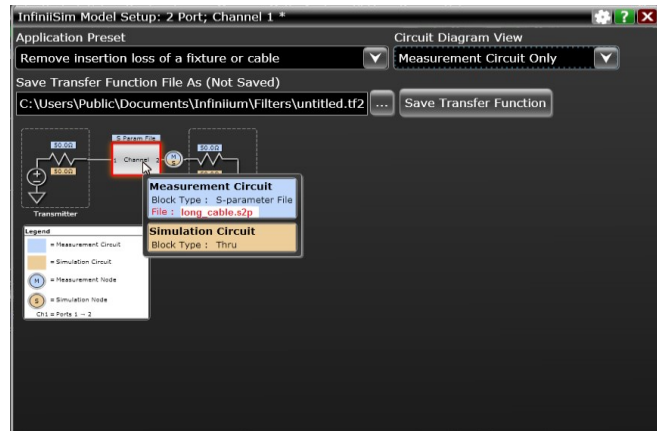 InfiniiSim Model Setup: 2 Port; Channel 1 *
?
X
Application Preset
Circuit Diagram View
Remove insertion loss of a fixture or cable
Measurement Circuit Only
Save Transfer Function File As (Not Saved)
C:\Users\Public\Documents\Infiniium\Filters\untitled.tf2
...
Save Transfer Function
50.0Ω
50.0Ω
S Param File
1 Channel 2
M
S
50.0Ω
Transmitter
Measurement Circuit
Block Type : S-parameter File
File : long_cable.s2p
Simulation Circuit
Block Type : Thru
Legend
= Measurement Circuit
= Simulation Circuit
M = Measurement Node
S = Simulation Node
Ch1 = Ports 1 → 2